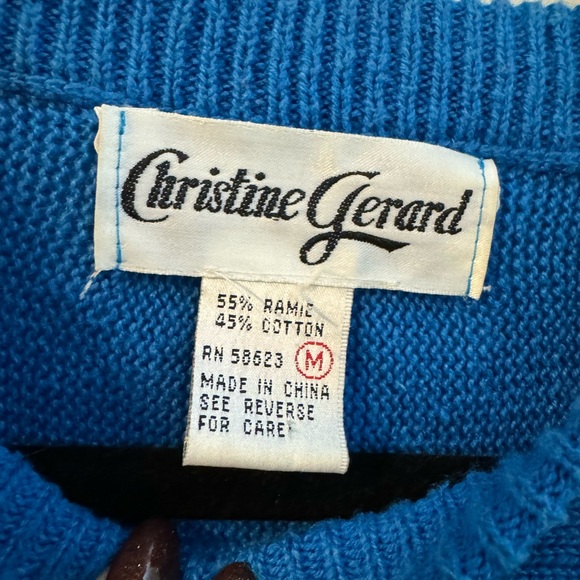 Christine Gerard
55% RAMIE
45% COTTON
RN 58623 M
MADE IN CHINA
SEE REVERSE
FOR CARE